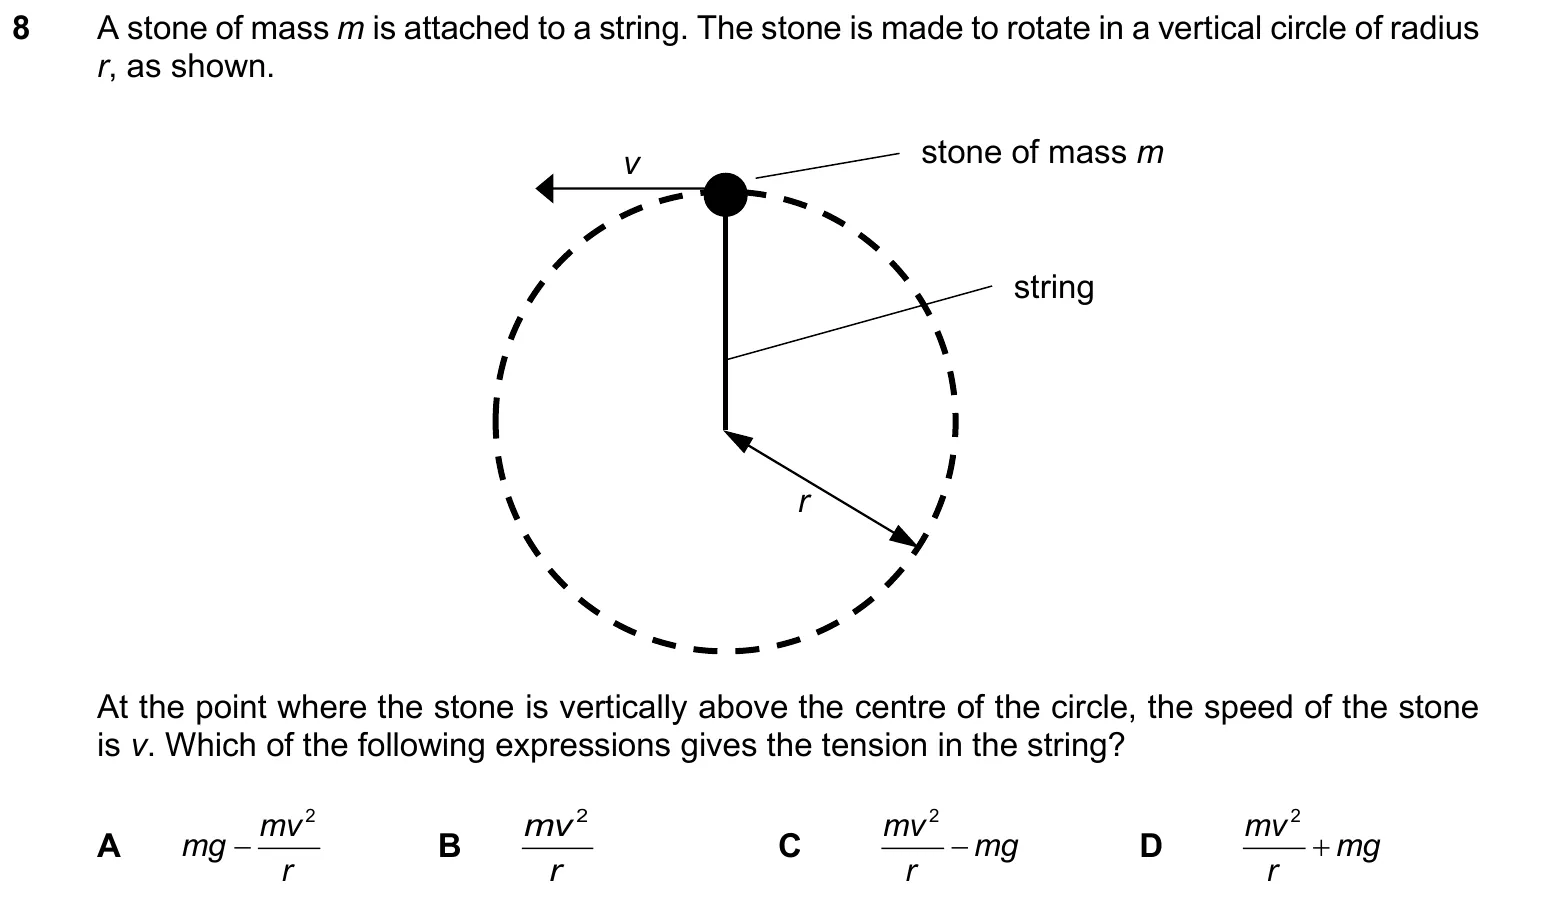 8 A stone of mass m is attached to a string. The stone is made to rotate in a vertical circle of radius
r, as shown.
v
stone of mass m
string
r
At the point where the stone is vertically above the centre of the circle, the speed of the stone
is v. Which of the following expressions gives the tension in the string?
A mg − mv²/r B mv²/r C mv²/r − mg D mv²/r + mg